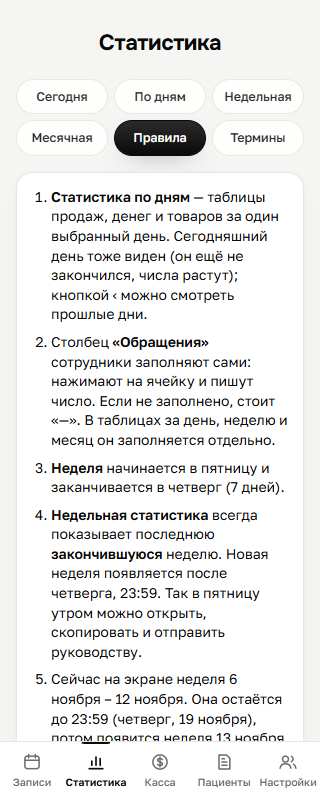 Статистика
Сегодня
По дням
Недельная
Месячная
Правила
Термины
1. Статистика по дням — таблицы
продаж, денег и товаров за один
выбранный день. Сегодняшний
день тоже виден (он ещё не
закончился, числа растут);
кнопкой ‹ можно смотреть
прошлые дни.
2. Столбец «Обращения»
сотрудники заполняют сами:
нажимают на ячейку и пишут
число. Если не заполнено, стоит
«—». В таблицах за день, неделю и
месяц он заполняется отдельно.
3. Неделя начинается в пятницу и
заканчивается в четверг (7 дней).
4. Недельная статистика всегда
показывает последнюю
закончившуюся неделю. Новая
неделя появляется после
четверга, 23:59. Так в пятницу
утром можно открыть,
скопировать и отправить
руководству.
5. Сейчас на экране неделя 6
ноября – 12 ноября. Она остаётся
до 23:59 (четверг, 19 ноября),
потом появится неделя 13 ноября
Записи
Статистика
Касса
Пациенты
Настройки